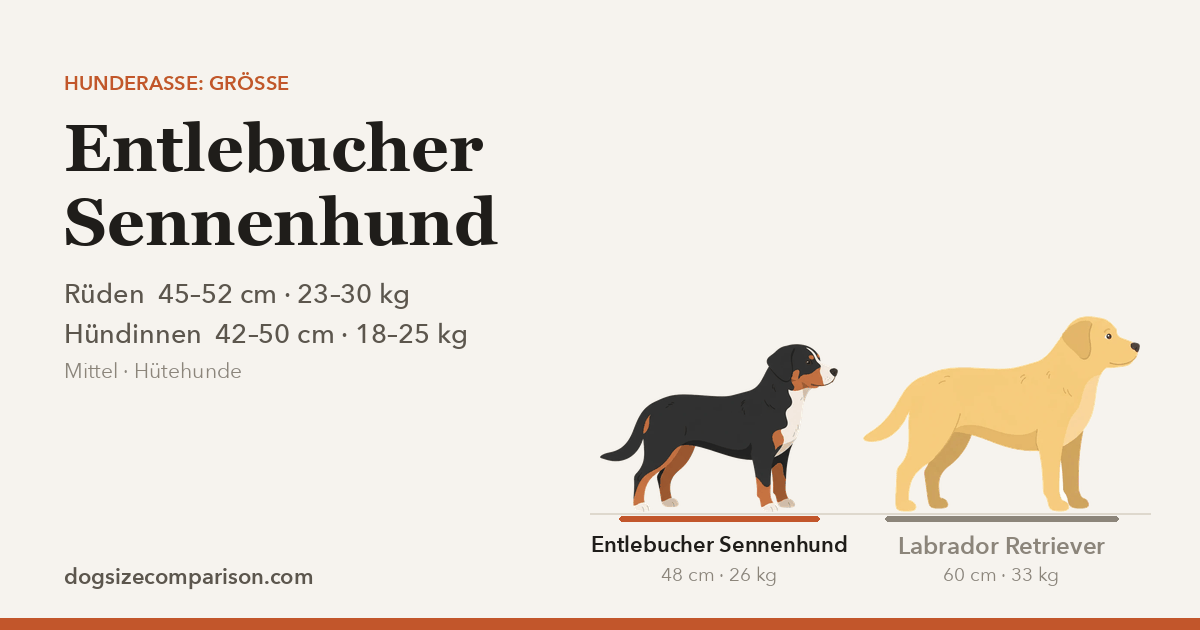 HUNDERASSE: GRÖSSE
Entlebucher
Sennenhund
Rüden 45–52 cm · 23–30 kg
Hündinnen 42–50 cm · 18–25 kg
Mittel · Hütehunde
Entlebucher Sennenhund
48 cm · 26 kg
Labrador Retriever
60 cm · 33 kg
dogsizecomparison.com